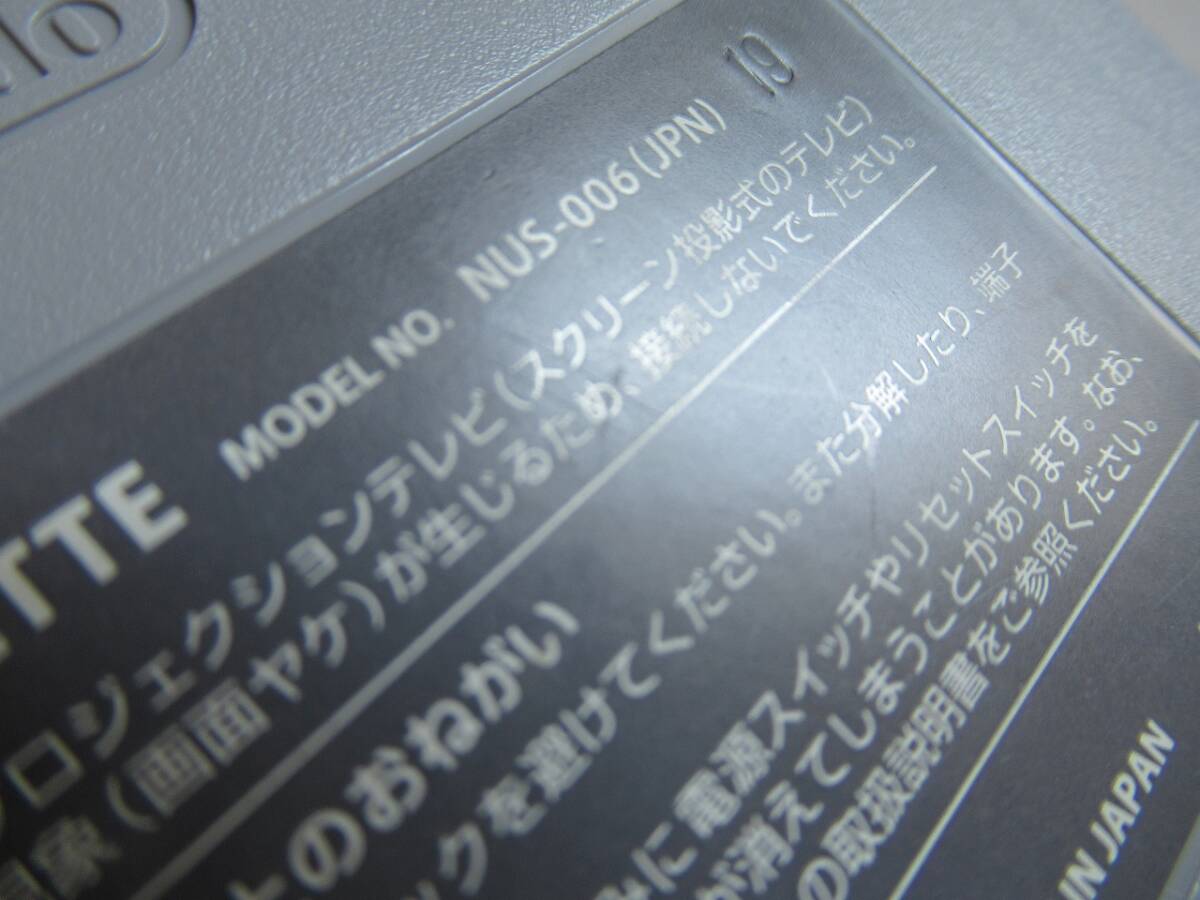 19
TTE MODEL NO. NUS-006(JPN)
ロジェクションテレビ(スクリーン投影式のテレビ)
象(画面ヤケ)が生じるため、接続しないでください。
のおねがい
ックを避けてください。また分解したり、端子
に電源スイッチやリセットスイッチを
が消えてしまうことがあります。なお、
の取扱説明書をご参照ください。
IN JAPAN